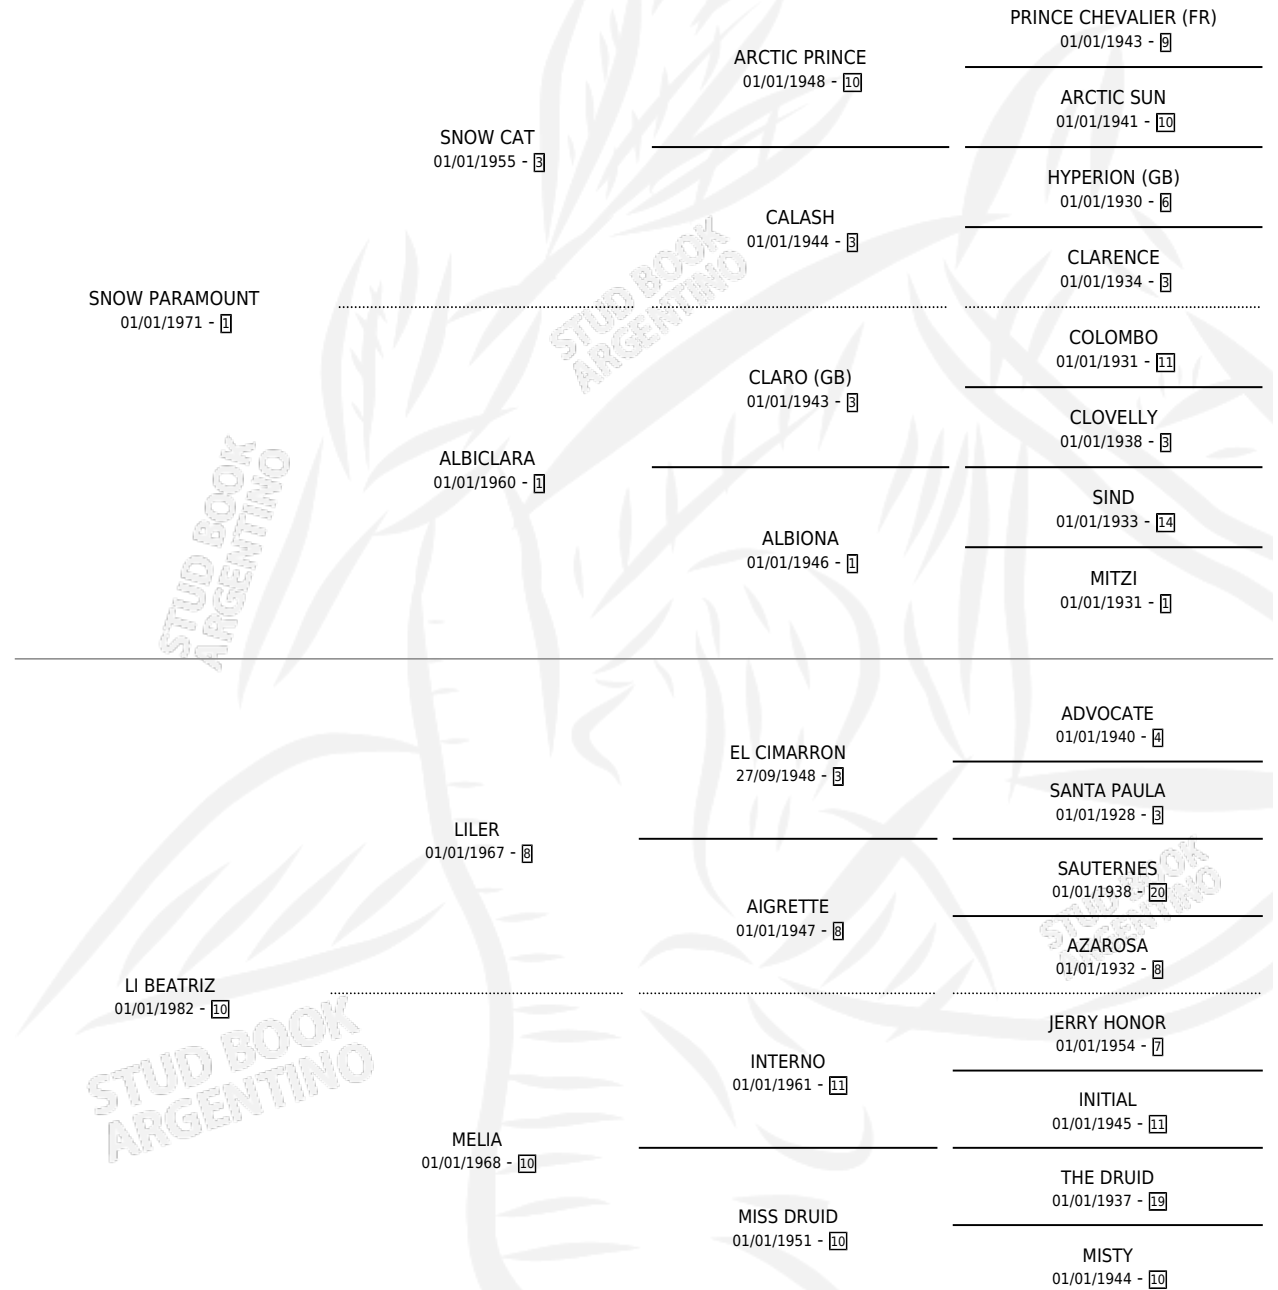 PRINCE CHEVALIER (FR)
01/01/1943 - 9
ARCTIC PRINCE
01/01/1948 - 10
ARCTIC SUN
01/01/1941 - 10
SNOW CAT
01/01/1955 - 3
HYPERION (GB)
01/01/1930 - 6
CALASH
01/01/1944 - 3
CLARENCE
01/01/1934 - 3
SNOW PARAMOUNT
01/01/1971 - 1
STUD BOOK
ARGENTINO
COLOMBO
01/01/1931 - 11
CLARO (GB)
01/01/1943 - 3
CLOVELLY
01/01/1938 - 3
ALBICLARA
01/01/1960 - 1
SIND
01/01/1933 - 14
ALBIONA
01/01/1946 - 1
MITZI
01/01/1931 - 1
STUD BOOK
ARGENTINO
ADVOCATE
01/01/1940 - 4
EL CIMARRON
27/09/1948 - 3
SANTA PAULA
01/01/1928 - 3
LILER
01/01/1967 - 8
SAUTERNES
01/01/1938 - 20
AIGRETTE
01/01/1947 - 8
STUD BOOK
ARGENTINO
AZAROSA
01/01/1932 - 8
LI BEATRIZ
01/01/1982 - 10
STUD BOOK
ARGENTINO
JERRY HONOR
01/01/1954 - 7
INTERNO
01/01/1961 - 11
INITIAL
01/01/1945 - 11
MELIA
01/01/1968 - 10
THE DRUID
01/01/1937 - 19
MISS DRUID
01/01/1951 - 10
MISTY
01/01/1944 - 10